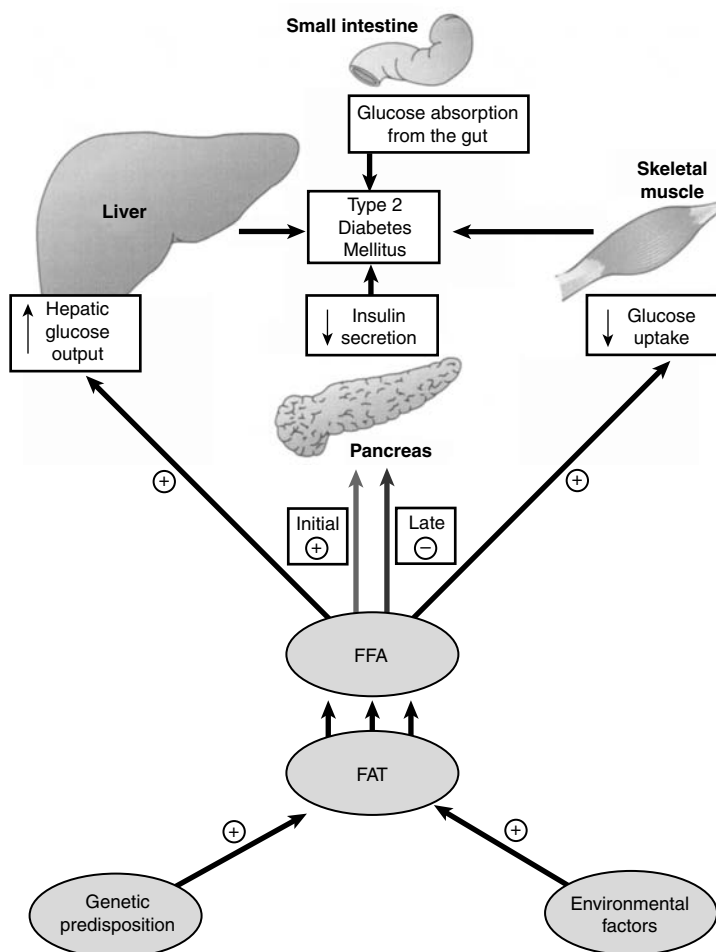 Small intestine
Glucose absorption
from the gut
Skeletal
muscle
Liver
Type 2
Diabetes
Mellitus
↑ Hepatic
glucose
output
↓ Insulin
secretion
↓ Glucose
uptake
Pancreas
+
+
Initial
+
Late
−
FFA
FAT
+
+
Genetic
predisposition
Environmental
factors